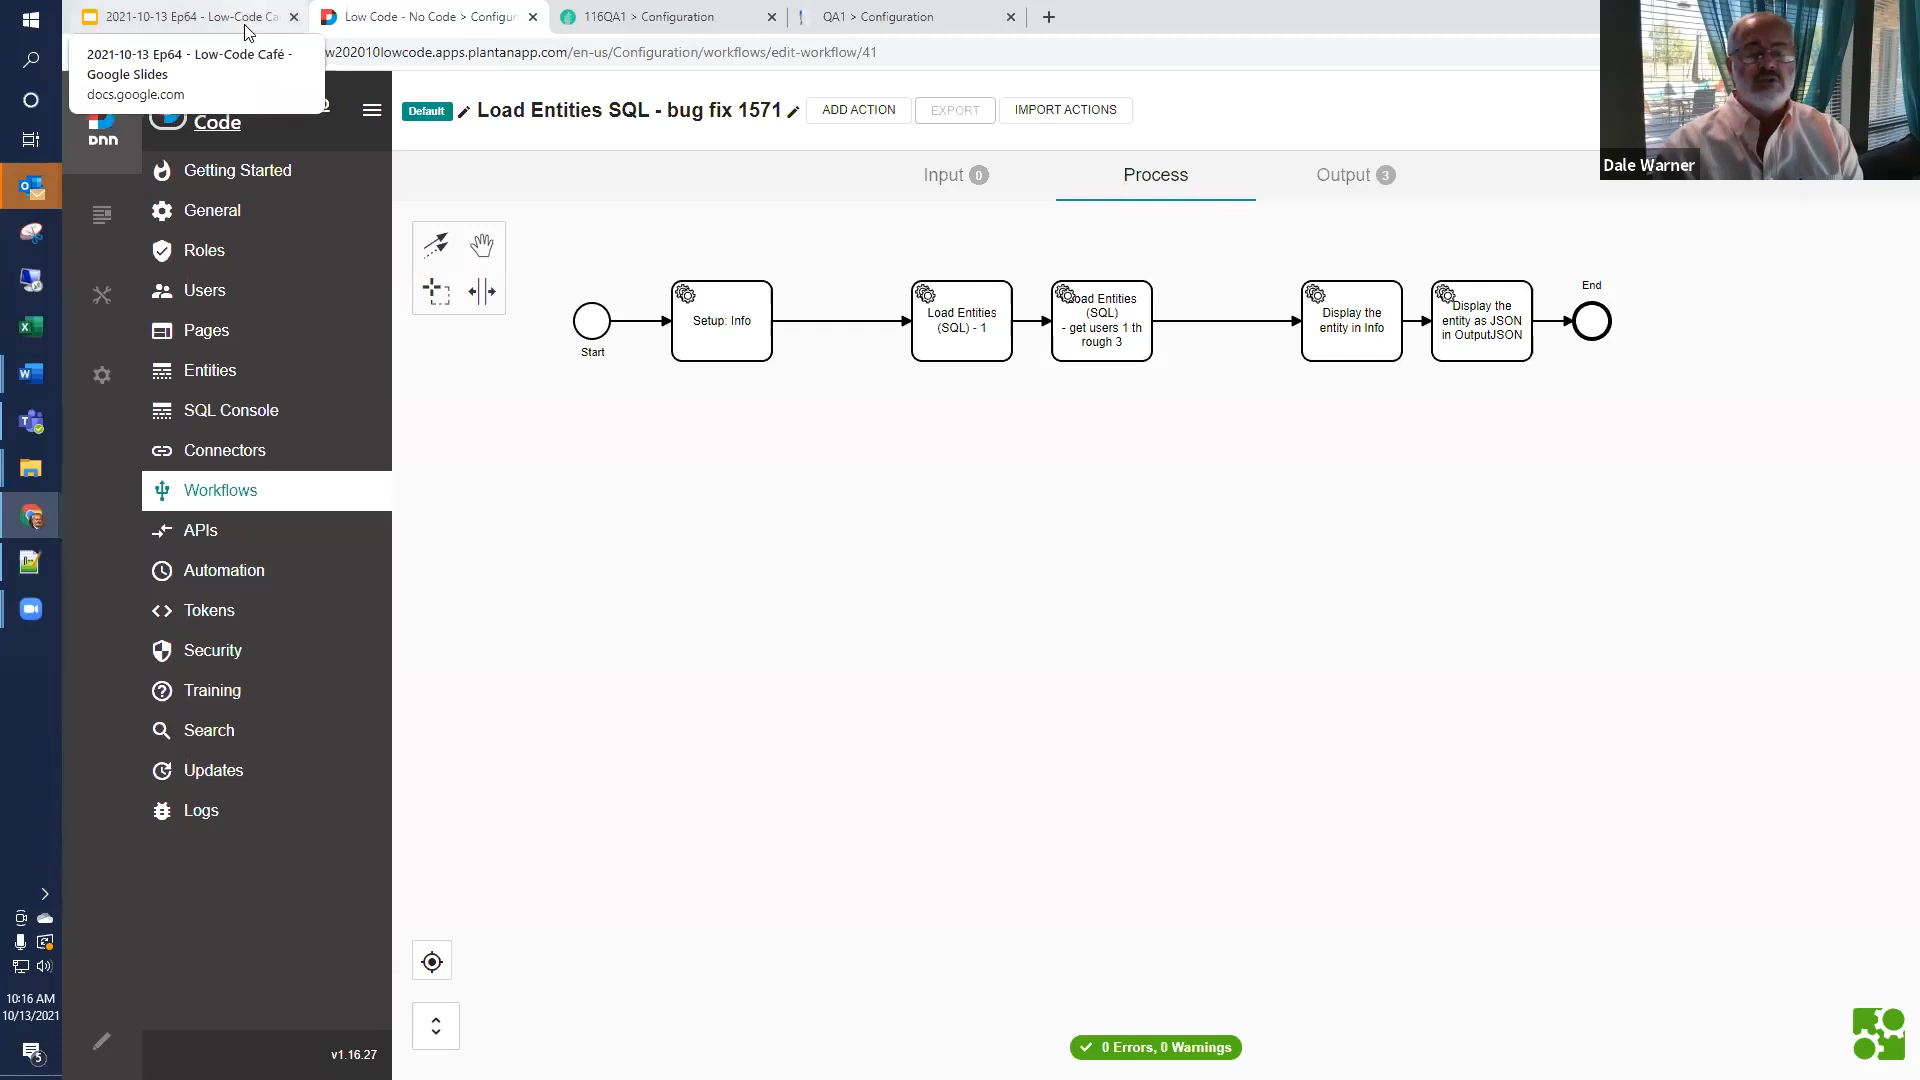 2021-10-13 Ep64 - Low-Code Ca
Low Code - No Code > Configur
116QA1 > Configuration
QA1 > Configuration
w202010lowcode.apps.plantanapp.com/en-us/Configuration/workflows/edit-workflow/41
2021-10-13 Ep64 - Low-Code Café -
Google Slides
docs.google.com
Dale Warner
DNN
Code
Default
Load Entities SQL - bug fix 1571
ADD ACTION
EXPORT
IMPORT ACTIONS
Getting Started
General
Roles
Users
Pages
Entities
SQL Console
Connectors
Workflows
APIs
Automation
Tokens
Security
Training
Search
Updates
Logs
v1.16.27
Input 0
Process
Output 3
Start
Setup: Info
Load Entities
(SQL) - 1
Load Entities
(SQL)
- get users 1 th
rough 3
Display the
entity in Info
Display the
entity as JSON
in OutputJSON
End
10:16 AM
10/13/2021
5
0 Errors, 0 Warnings